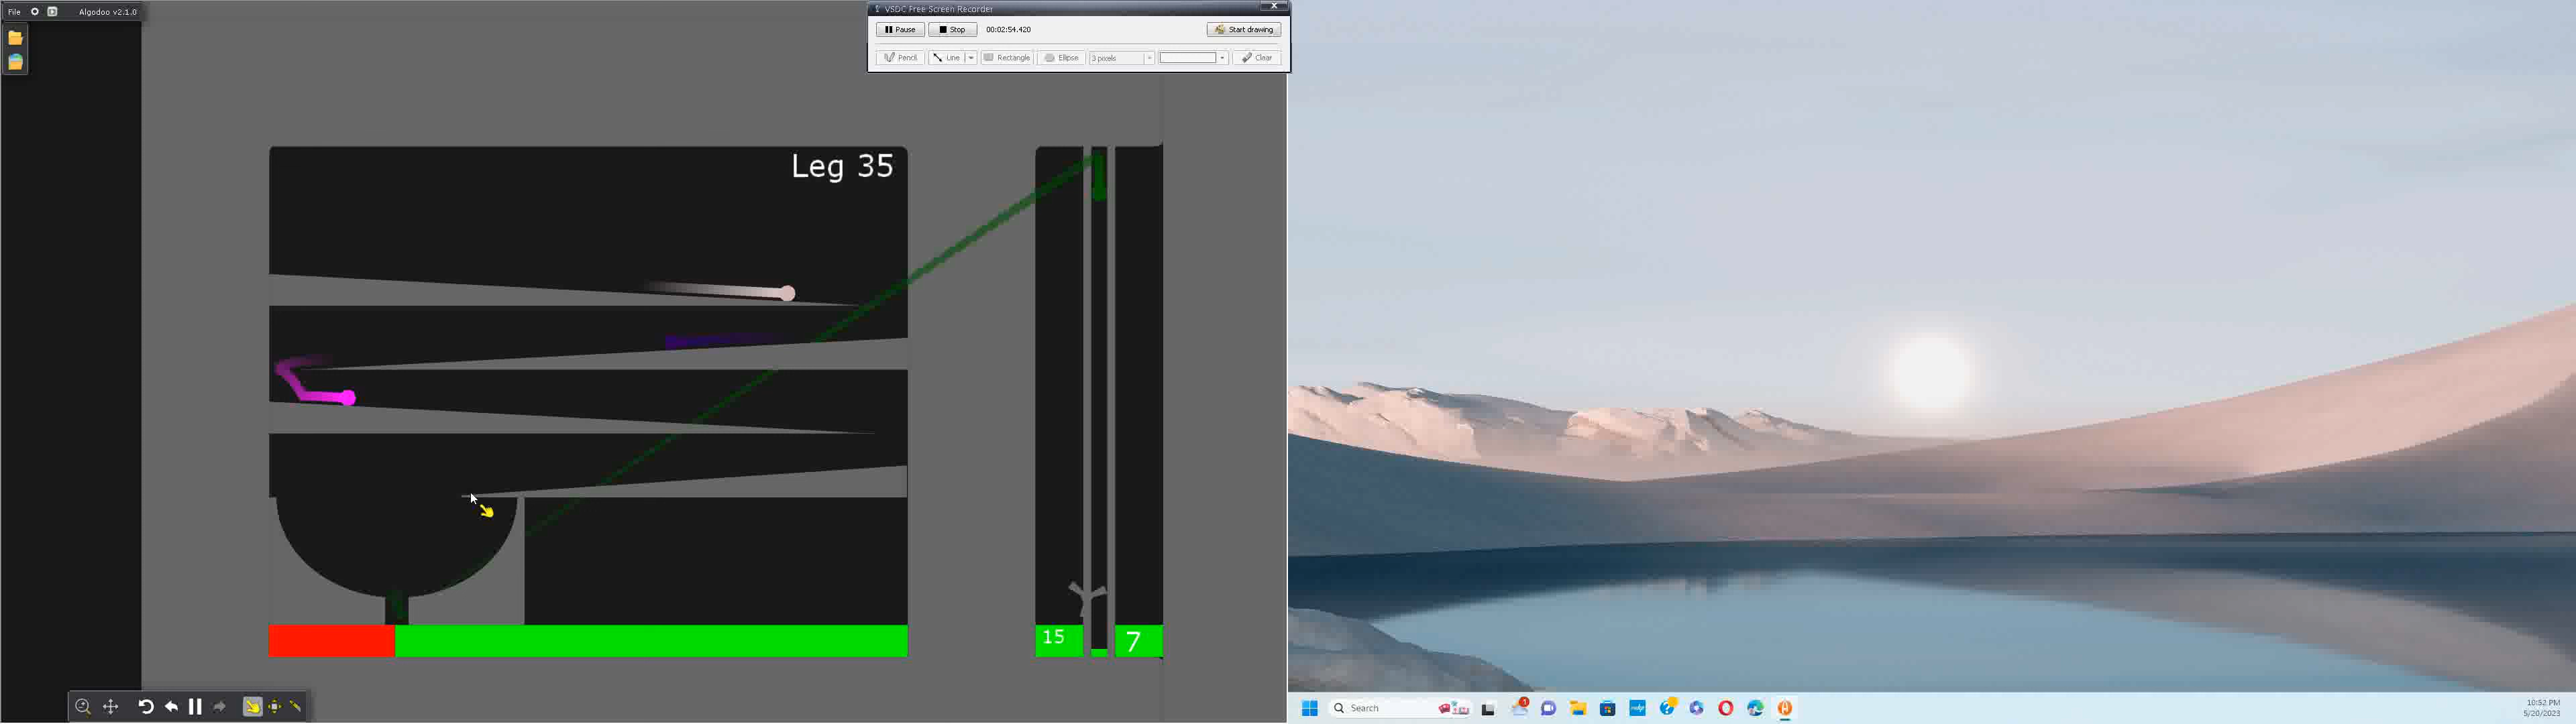 File Algodoo v2.1.0
VSDC Free Screen Recorder
Pause Stop 00:02:54.420 Start drawing
Pencil Line Rectangle Ellipse 3 pixels Clear
Leg 35
15 7
Search
10:52 PM
5/20/2023